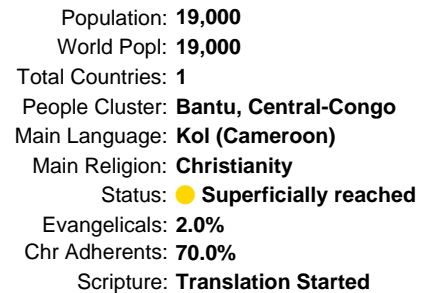 Population: 19,000
World Popl: 19,000
Total Countries: 1
People Cluster: Bantu, Central-Congo
Main Language: Kol (Cameroon)
Main Religion: Christianity
Status: Superficially reached
Evangelicals: 2.0%
Chr Adherents: 70.0%
Scripture: Translation Started